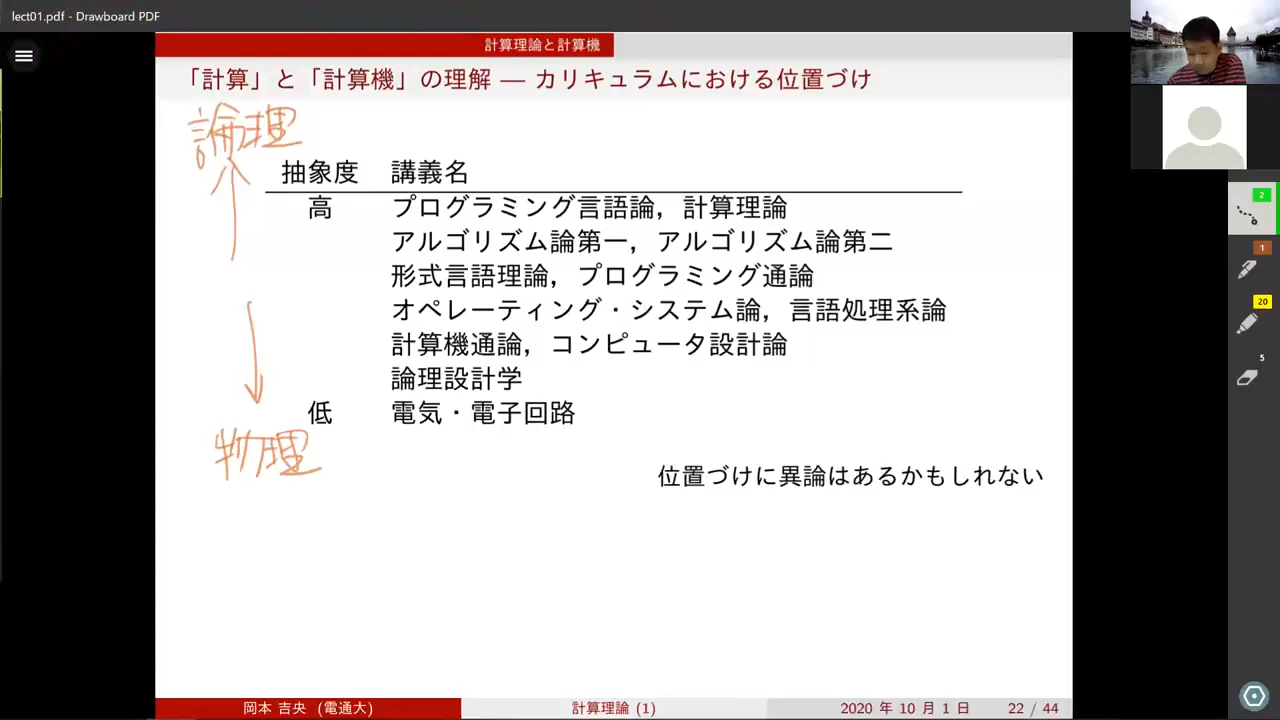 lect01.pdf - Drawboard PDF
計算理論と計算機
「計算」と「計算機」の理解 — カリキュラムにおける位置づけ
論理
抽象度 講義名
高 プログラミング言語論，計算理論
アルゴリズム論第一，アルゴリズム論第二
形式言語理論，プログラミング通論
オペレーティング・システム論，言語処理系論
計算機通論，コンピュータ設計論
論理設計学
低 電気・電子回路
物理
位置づけに異論はあるかもしれない
岡本 吉央 (電通大) 計算理論 (1) 2020 年 10 月 1 日 22 / 44
2
1
20
5